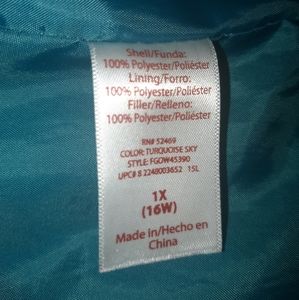 Shell/Funda:
100% Polyester/Poliéster
Lining/Forro:
100% Polyester/Poliéster
Filler/Relleno:
100% Polyester/Poliéster
RN# 52469
COLOR: TURQUOISE SKY
STYLE: FGOW45390
UPC# 8 2248003652 15L
1X
(16W)
Made in/Hecho en
China